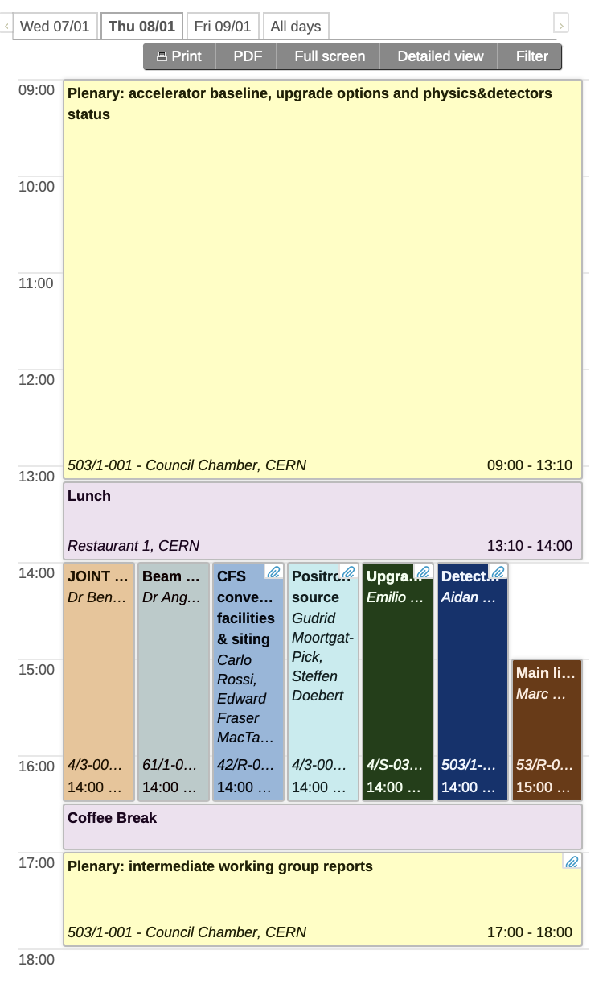 ‹ Wed 07/01 Thu 08/01 Fri 09/01 All days ›
Print PDF Full screen Detailed view Filter
09:00
Plenary: accelerator baseline, upgrade options and physics&detectors
status
10:00
11:00
12:00
503/1-001 - Council Chamber, CERN 09:00 - 13:10
13:00
Lunch
Restaurant 1, CERN 13:10 - 14:00
14:00
JOINT ...
Dr Ben...
4/3-00...
14:00 ...
Beam ...
Dr Ang...
61/1-0...
14:00 ...
CFS
conve...
facilities
& siting
Carlo
Rossi,
Edward
Fraser
MacTa...
42/R-0...
14:00 ...
source
Gudrid
Moortgat-
Pick,
Steffen
Doebert
4/3-00...
14:00 ...
Upgra...
Emilio ...
4/S-03...
14:00 ...
Detect...
Aidan ...
503/1-...
14:00 ...
15:00
Main li...
Marc ...
53/R-0...
15:00 ...
16:00
Coffee Break
17:00
Plenary: intermediate working group reports
503/1-001 - Council Chamber, CERN 17:00 - 18:00
18:00